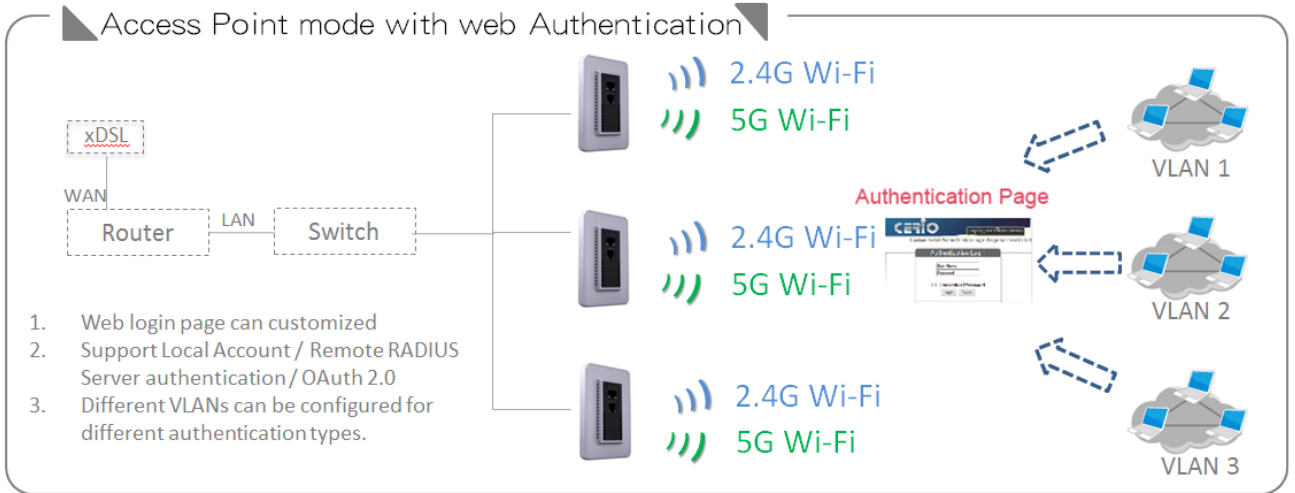 Access Point mode with web Authentication
2.4G Wi-Fi
5G Wi-Fi
xDSL
WAN
Router
LAN
Switch
VLAN 1
Authentication Page
CERIO
2.4G Wi-Fi
5G Wi-Fi
VLAN 2
1. Web login page can customized
2. Support Local Account / Remote RADIUS
Server authentication / OAuth 2.0
3. Different VLANs can be configured for
different authentication types.
2.4G Wi-Fi
5G Wi-Fi
VLAN 3